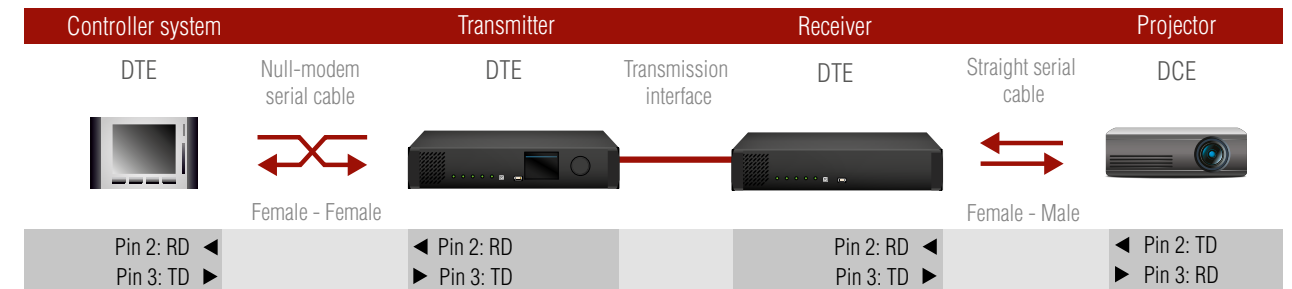 Controller system
Transmitter
Receiver
Projector
DTE
Null-modem
serial cable
DTE
Transmission
interface
DTE
Straight serial
cable
DCE
Female - Female
Female - Male
Pin 2: RD ◀
◀ Pin 2: RD
Pin 2: RD ◀
◀ Pin 2: TD
Pin 3: TD ▶
▶ Pin 3: TD
Pin 3: TD ▶
▶ Pin 3: RD